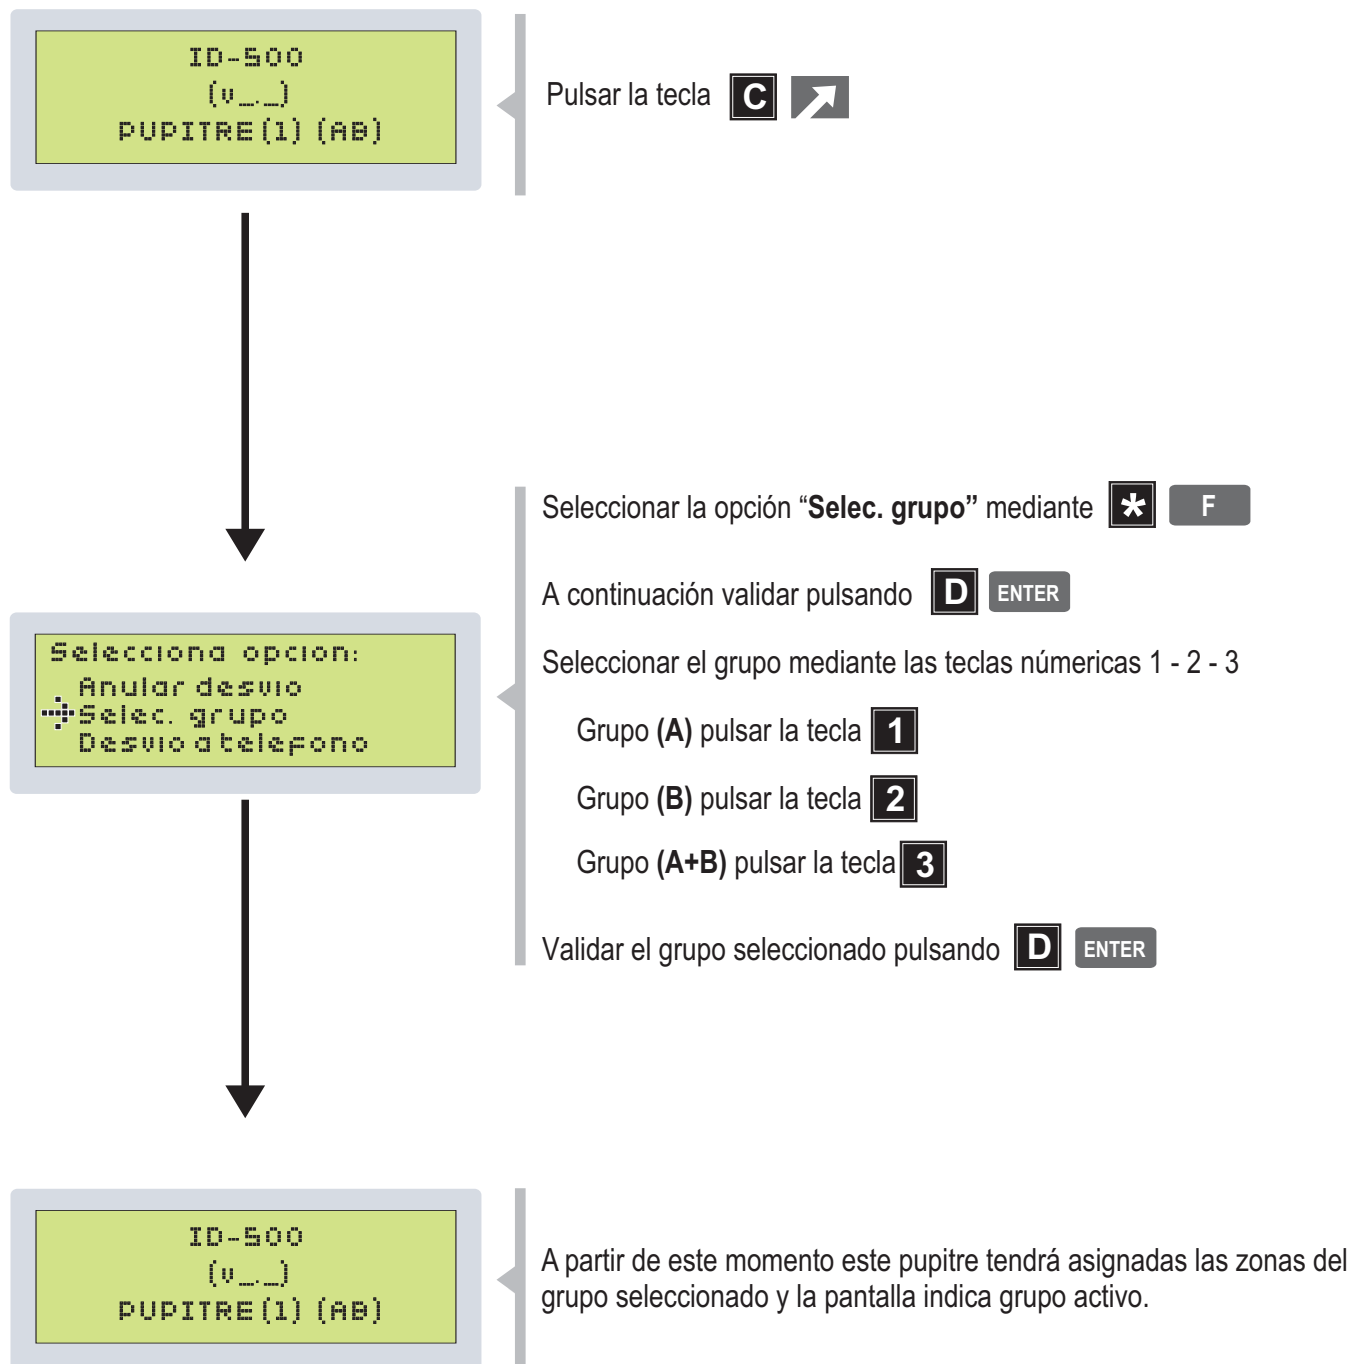 ID-500
(v_._)
PUPITRE(1) (AB)
Pulsar la tecla C
Seleccionar la opción “Selec. grupo” mediante * F
A continuación validar pulsando D ENTER
Seleccionar el grupo mediante las teclas númericas 1 - 2 - 3
Grupo (A) pulsar la tecla 1
Grupo (B) pulsar la tecla 2
Grupo (A+B) pulsar la tecla 3
Validar el grupo seleccionado pulsando D ENTER
Selecciona opcion:
Anular desvio
Selec. grupo
Desvio a telefono
ID-500
(v_._)
PUPITRE(1) (AB)
A partir de este momento este pupitre tendrá asignadas las zonas del
grupo seleccionado y la pantalla indica grupo activo.